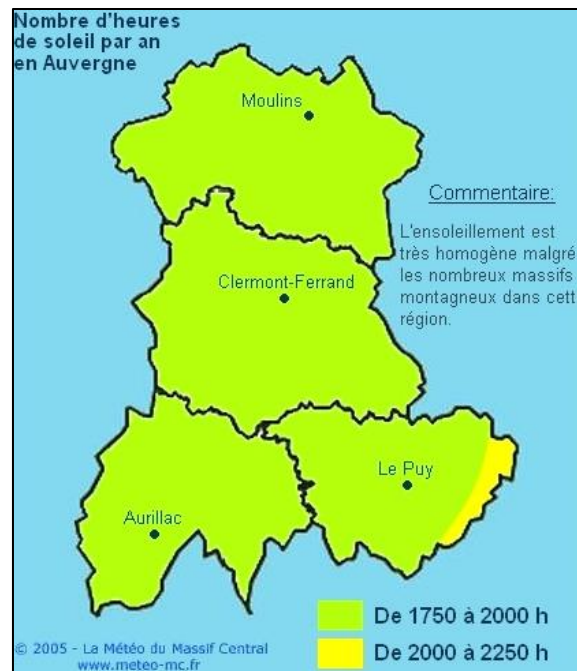 Nombre d'heures
de soleil par an
en Auvergne
Moulins
Commentaire:
L'ensoleillement est
très homogène malgré
les nombreux massifs
montagneux dans cett
région.
Clermont-Ferrand
Le Puy
Aurillac
De 1750 à 2000 h
De 2000 à 2250 h
© 2005 - La Météo du Massif Central
www.meteo-mc.fr